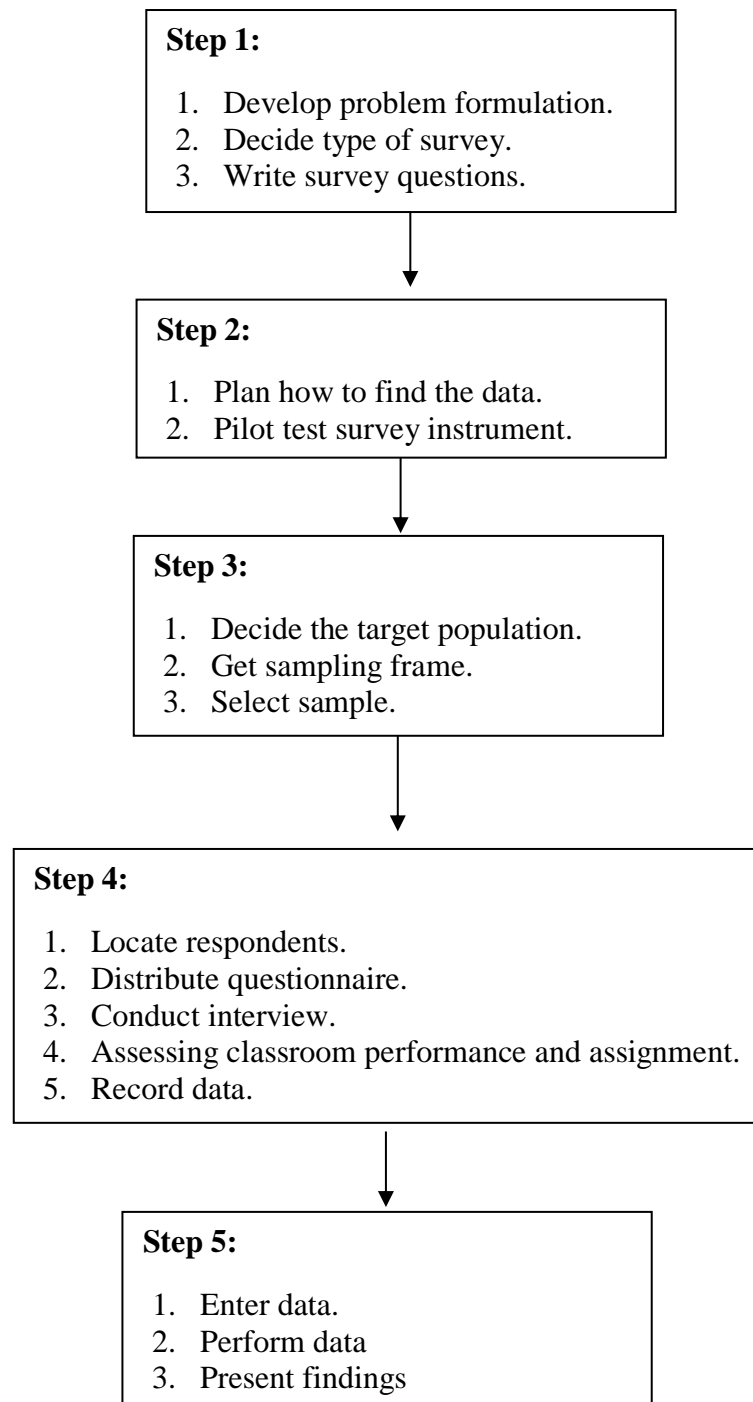 Step 1:
1. Develop problem formulation.
2. Decide type of survey.
3. Write survey questions.
Step 2:
1. Plan how to find the data.
2. Pilot test survey instrument.
Step 3:
1. Decide the target population.
2. Get sampling frame.
3. Select sample.
Step 4:
1. Locate respondents.
2. Distribute questionnaire.
3. Conduct interview.
4. Assessing classroom performance and assignment.
5. Record data.
Step 5:
1. Enter data.
2. Perform data
3. Present findings